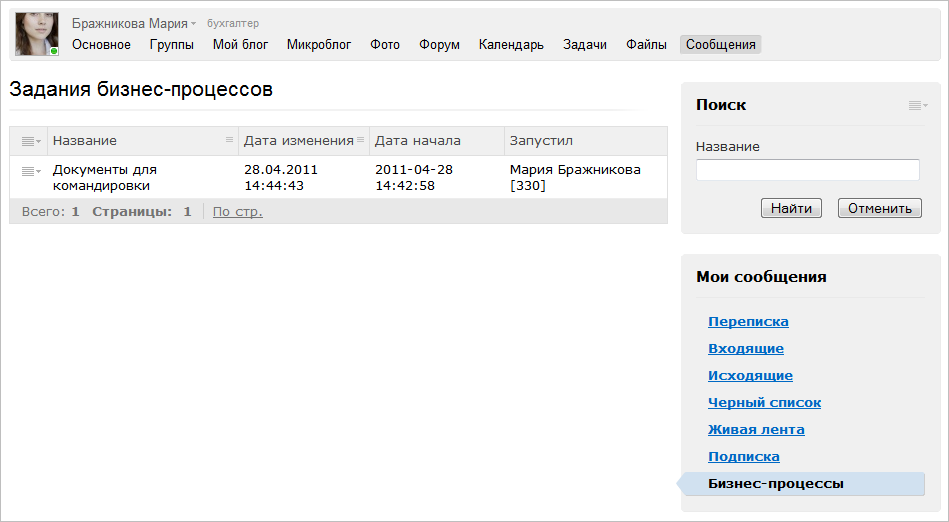 Бражникова Мария бухгалтер
Основное Группы Мой блог Микроблог Фото Форум Календарь Задачи Файлы Сообщения
Задания бизнес-процессов
Название Дата изменения Дата начала Запустил
Документы для 28.04.2011 2011-04-28 Мария Бражникова
командировки 14:44:43 14:42:58 [330]
Всего: 1 Страницы: 1 По стр.
Поиск
Название
Найти Отменить
Мои сообщения
Переписка
Входящие
Исходящие
Черный список
Живая лента
Подписка
Бизнес-процессы